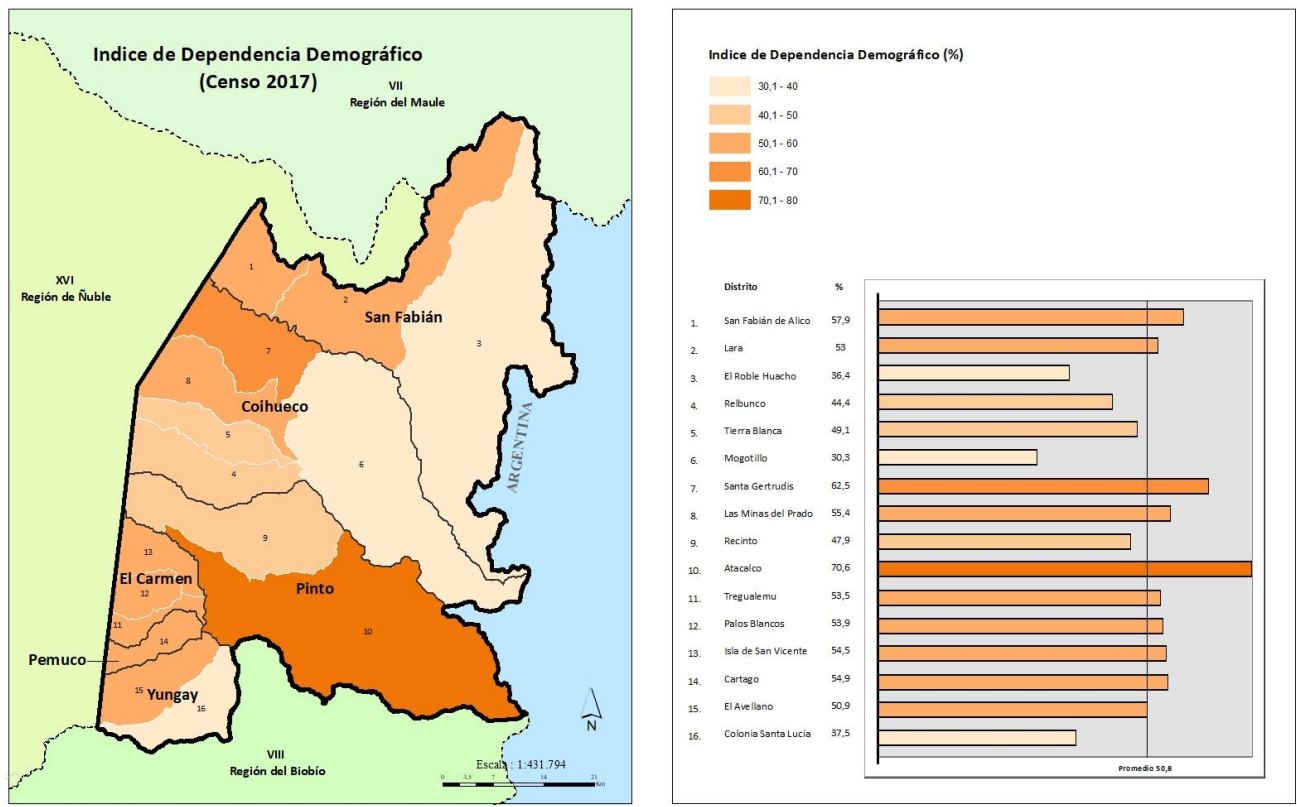 Indice de Dependencia Demográfico
(Censo 2017)
VII
Región del Maule
XVI
Región de Ñuble
1
2
San Fabián
3
7
8
Coihueco
5
4
6
ARGENTINA
9
13
El Carmen
12
Pinto
10
11
14
Pemuco
15
Yungay
16
N
VIII
Región del Biobío
Escala : 1:431.794
0 3,5 7 14 21
Km
Indice de Dependencia Demográfico (%)
30,1 - 40
40,1 - 50
50,1 - 60
60,1 - 70
70,1 - 80
Distrito %
1. San Fabián de Alico 57,9
2. Lara 53
3. El Roble Huacho 36,4
4. Relbunco 44,4
5. Tierra Blanca 49,1
6. Mogotillo 30,3
7. Santa Gertrudis 62,5
8. Las Minas del Prado 55,4
9. Recinto 47,9
10. Atacalco 70,6
11. Tregualemu 53,5
12. Palos Blancos 53,9
13. Isla de San Vicente 54,5
14. Cartago 54,9
15. El Avellano 50,9
16. Colonia Santa Lucía 37,5
Promedio 50,8